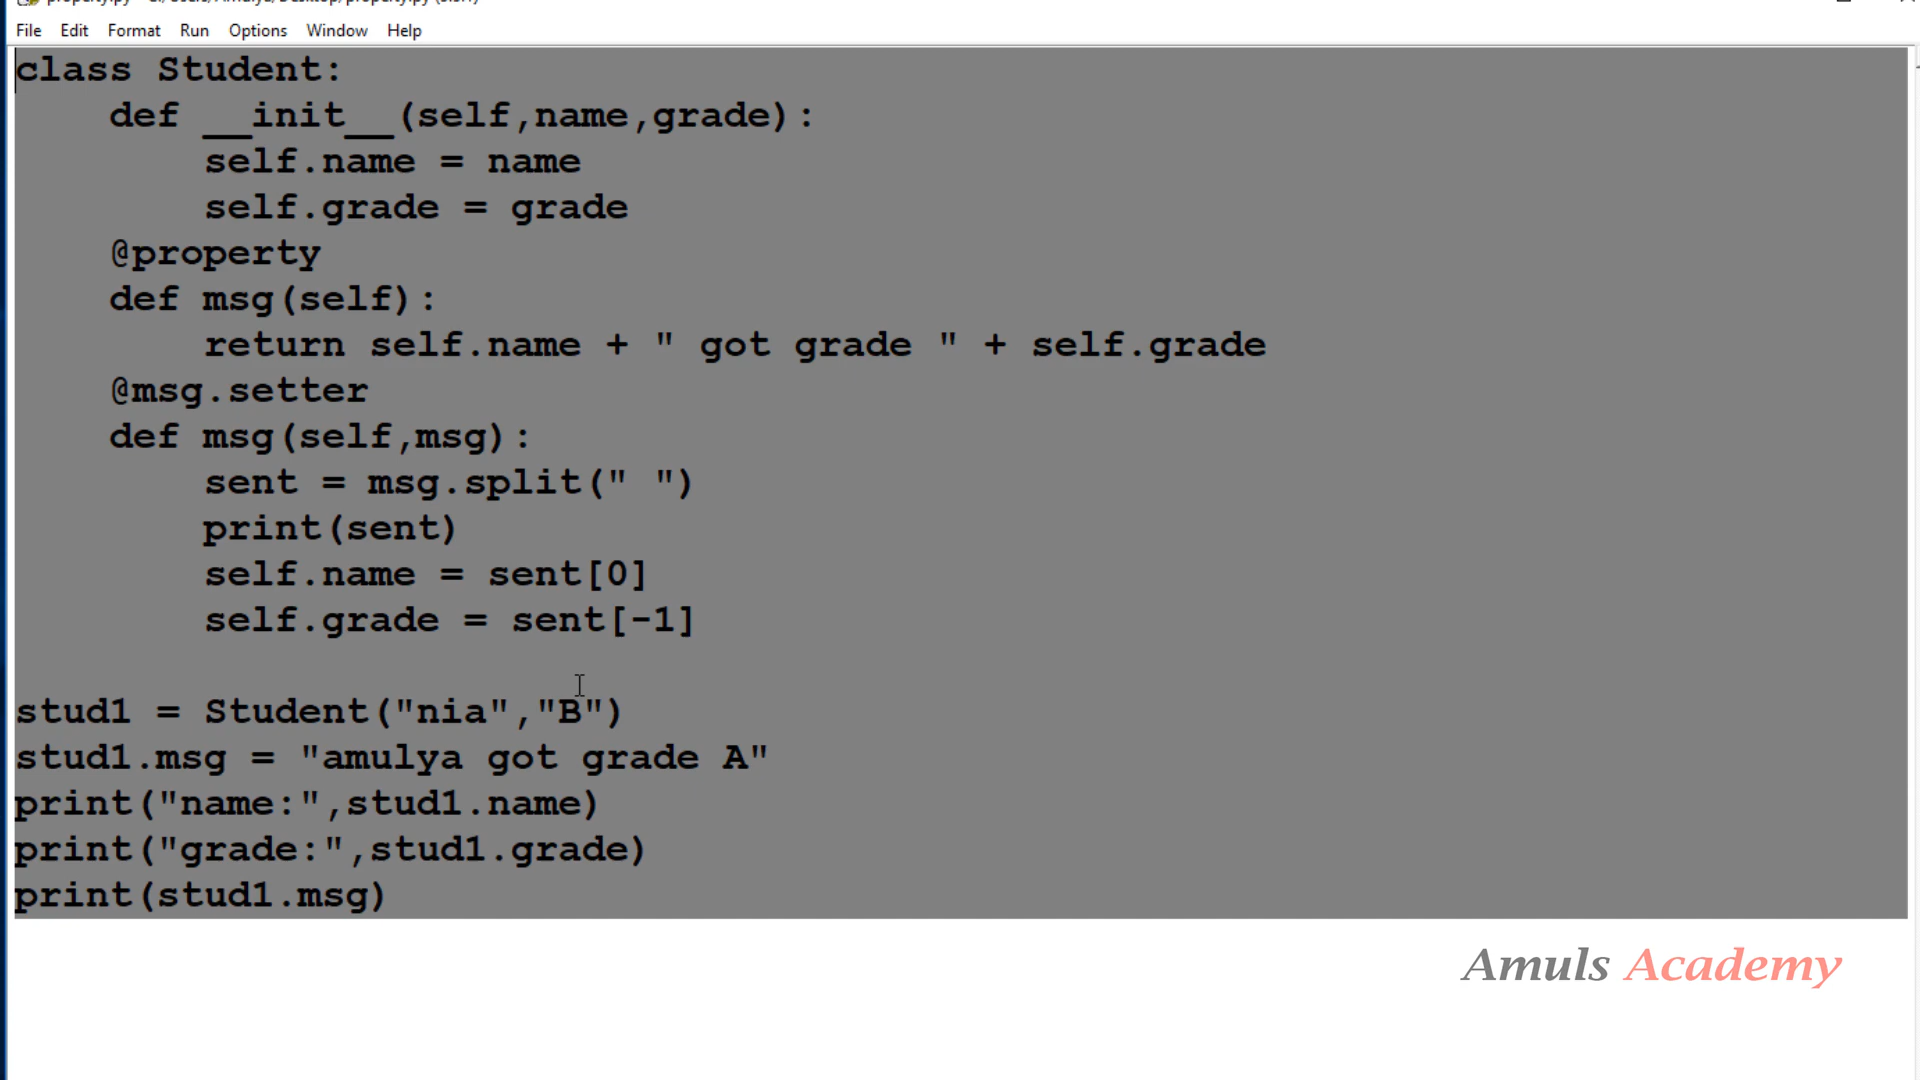 File Edit Format Run Options Window Help
class Student:
    def __init__(self,name,grade):
        self.name = name
        self.grade = grade
    @property
    def msg(self):
        return self.name + " got grade " + self.grade
    @msg.setter
    def msg(self,msg):
        sent = msg.split(" ")
        print(sent)
        self.name = sent[0]
        self.grade = sent[-1]

stud1 = Student("nia","B")
stud1.msg = "amulya got grade A"
print("name:",stud1.name)
print("grade:",stud1.grade)
print(stud1.msg)
Amuls Academy